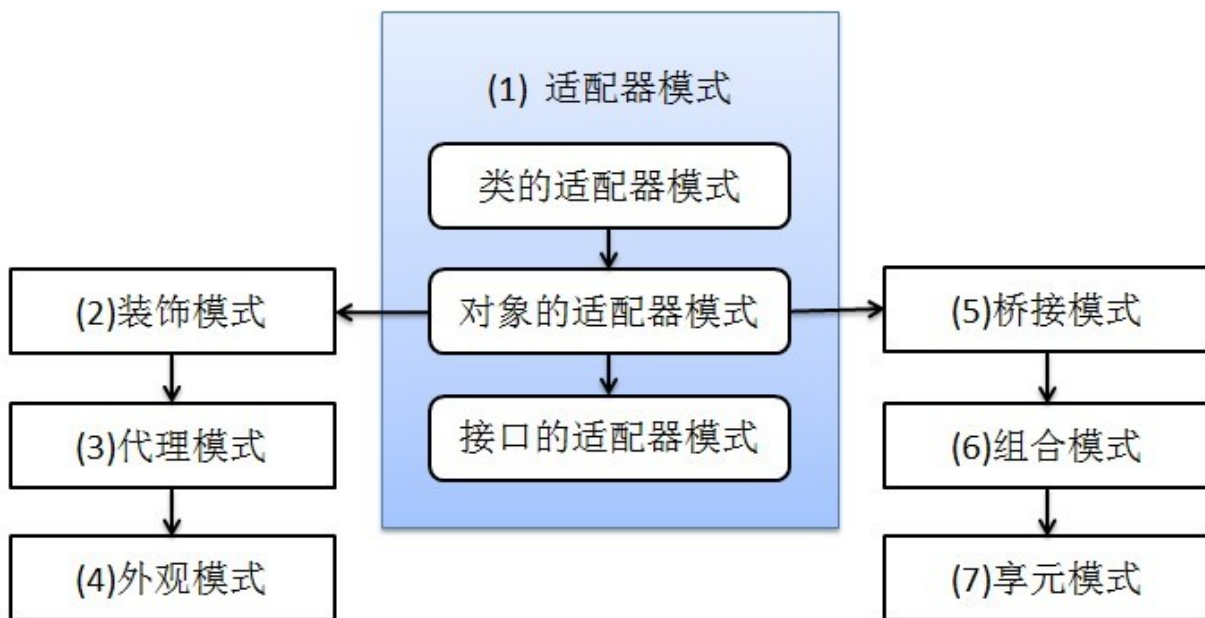 (1) 适配器模式
类的适配器模式
对象的适配器模式
接口的适配器模式
(2)装饰模式
(3)代理模式
(4)外观模式
(5)桥接模式
(6)组合模式
(7)享元模式